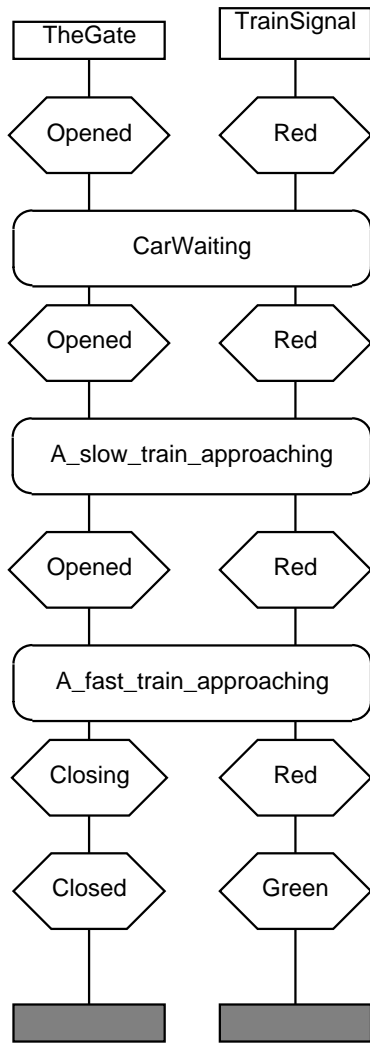 TheGate
TrainSignal
Opened
Red
CarWaiting
Opened
Red
A_slow_train_approaching
Opened
Red
A_fast_train_approaching
Closing
Red
Closed
Green